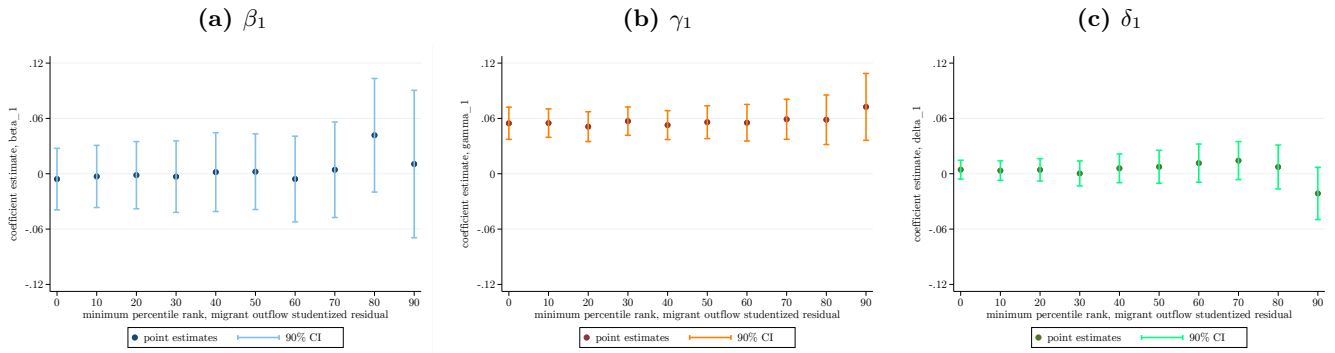 (a) β₁
coefficient estimate, beta_1
.12
.06
0
-.06
-.12
0 10 20 30 40 50 60 70 80 90
minimum percentile rank, migrant outflow studentized residual
point estimates 90% CI
(b) γ₁
coefficient estimate, gamma_1
.12
.06
0
-.06
-.12
0 10 20 30 40 50 60 70 80 90
minimum percentile rank, migrant outflow studentized residual
point estimates 90% CI
(c) δ₁
coefficient estimate, delta_1
.12
.06
0
-.06
-.12
0 10 20 30 40 50 60 70 80 90
minimum percentile rank, migrant outflow studentized residual
point estimates 90% CI